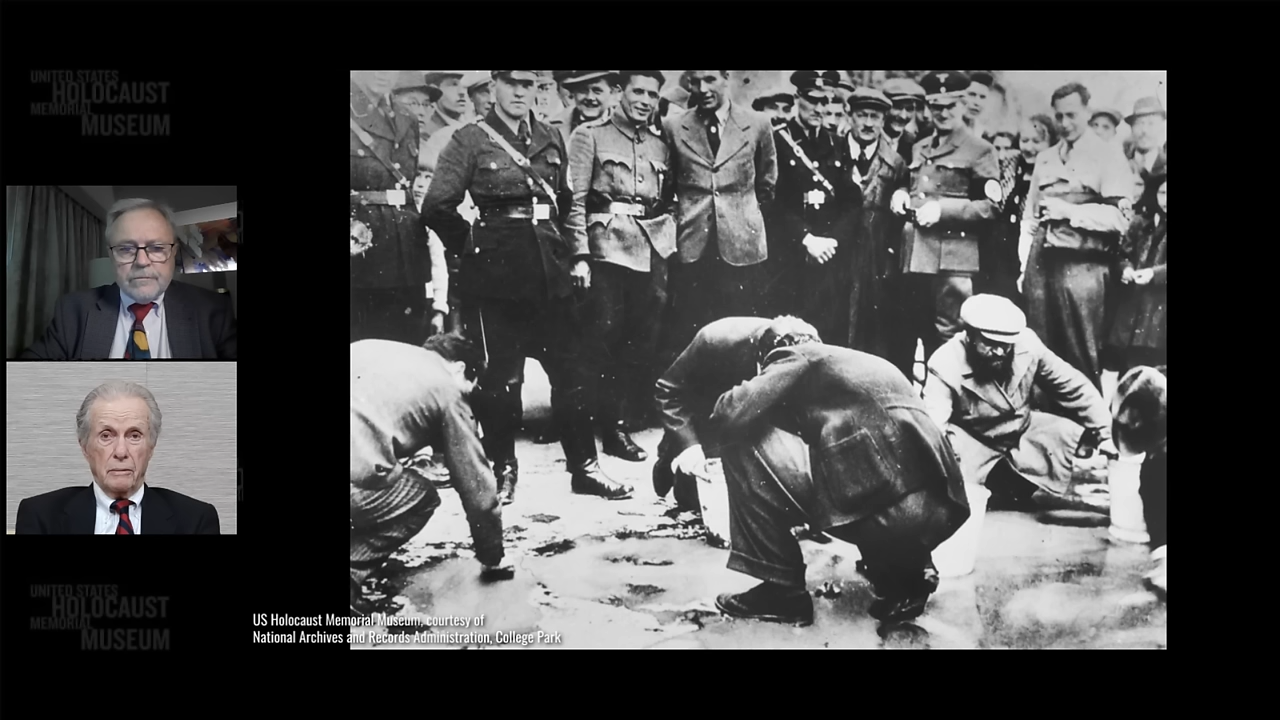 UNITED STATES
HOLOCAUST
MEMORIAL
MUSEUM
US Holocaust Memorial Museum, courtesy of
National Archives and Records Administration, College Park
UNITED STATES
HOLOCAUST
MEMORIAL
MUSEUM